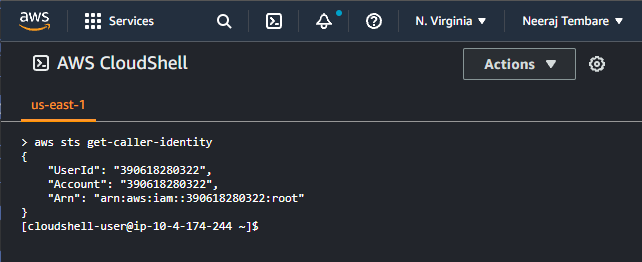 aws
Services
N. Virginia
Neeraj Tembare
AWS CloudShell
Actions
us-east-1
> aws sts get-caller-identity
{
    "UserId": "390618280322",
    "Account": "390618280322",
    "Arn": "arn:aws:iam::390618280322:root"
}
[cloudshell-user@ip-10-4-174-244 ~]$